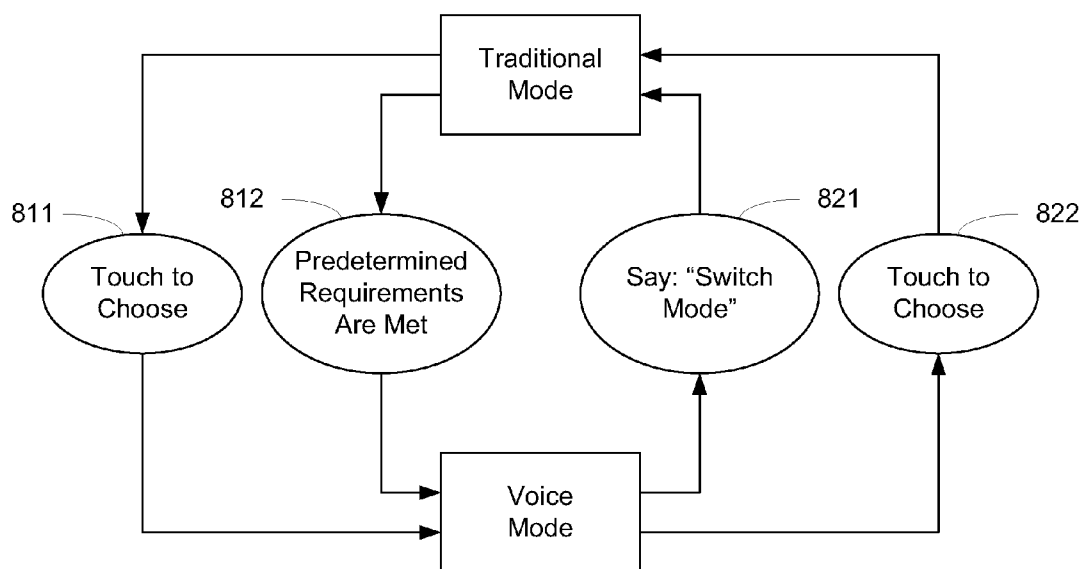 Traditional
Mode
811
812
821
822
Touch to
Choose
Predetermined
Requirements
Are Met
Say: “Switch
Mode”
Touch to
Choose
Voice
Mode